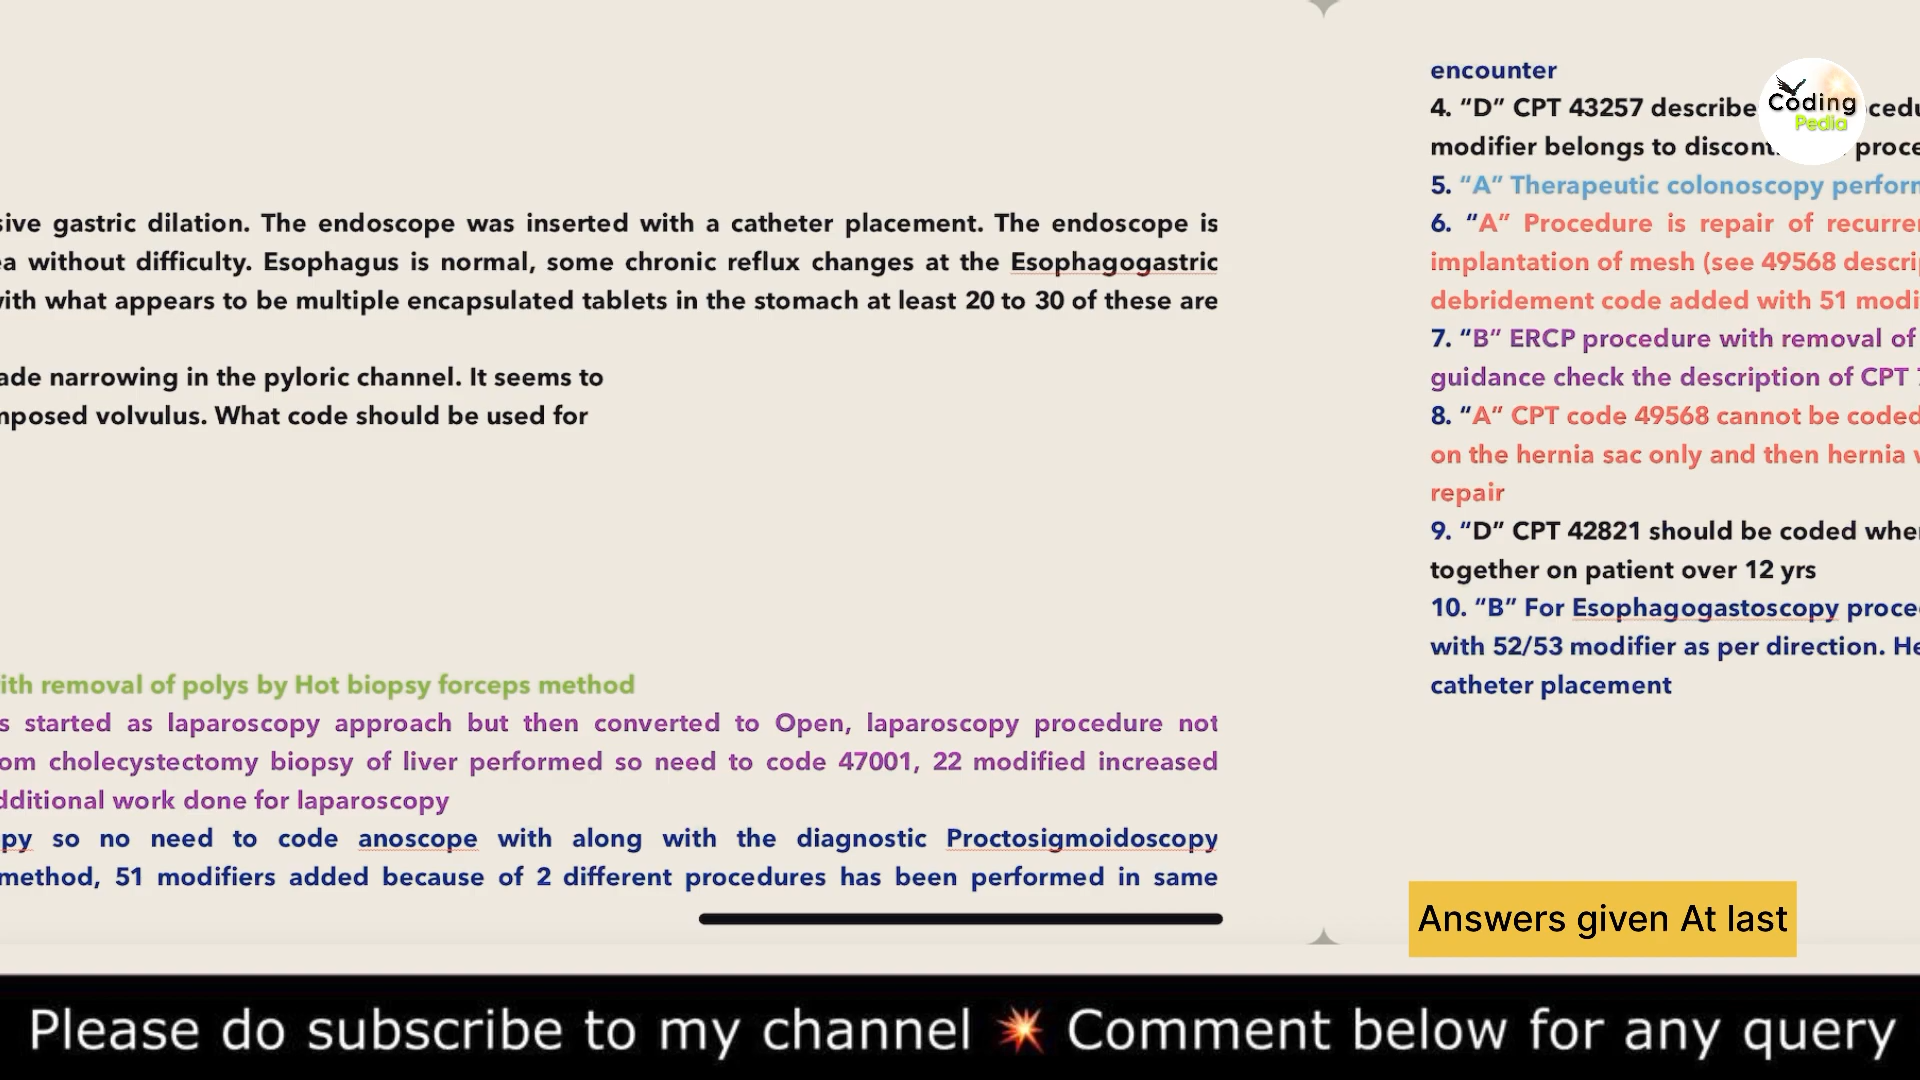 sive gastric dilation. The endoscope was inserted with a catheter placement. The endoscope is
a without difficulty. Esophagus is normal, some chronic reflux changes at the Esophagogastric
with what appears to be multiple encapsulated tablets in the stomach at least 20 to 30 of these are
ade narrowing in the pyloric channel. It seems to
mposed volvulus. What code should be used for
ith removal of polys by Hot biopsy forceps method
s started as laparoscopy approach but then converted to Open, laparoscopy procedure not
om cholecystectomy biopsy of liver performed so need to code 47001, 22 modified increased
dditional work done for laparoscopy
py so no need to code anoscope with along with the diagnostic Proctosigmoidoscopy
method, 51 modifiers added because of 2 different procedures has been performed in same
encounter
4. “D” CPT 43257 describe cedu
modifier belongs to discont proce
5. “A” Therapeutic colonoscopy perform
6. “A” Procedure is repair of recurre
implantation of mesh (see 49568 descrip
debridement code added with 51 modi
7. “B” ERCP procedure with removal of
guidance check the description of CPT 7
8. “A” CPT code 49568 cannot be coded
on the hernia sac only and then hernia
repair
9. “D” CPT 42821 should be coded whe
together on patient over 12 yrs
10. “B” For Esophagogastoscopy proce
with 52/53 modifier as per direction. He
catheter placement
Coding
Pedia
Answers given At last
Please do subscribe to my channel 💥 Comment below for any query